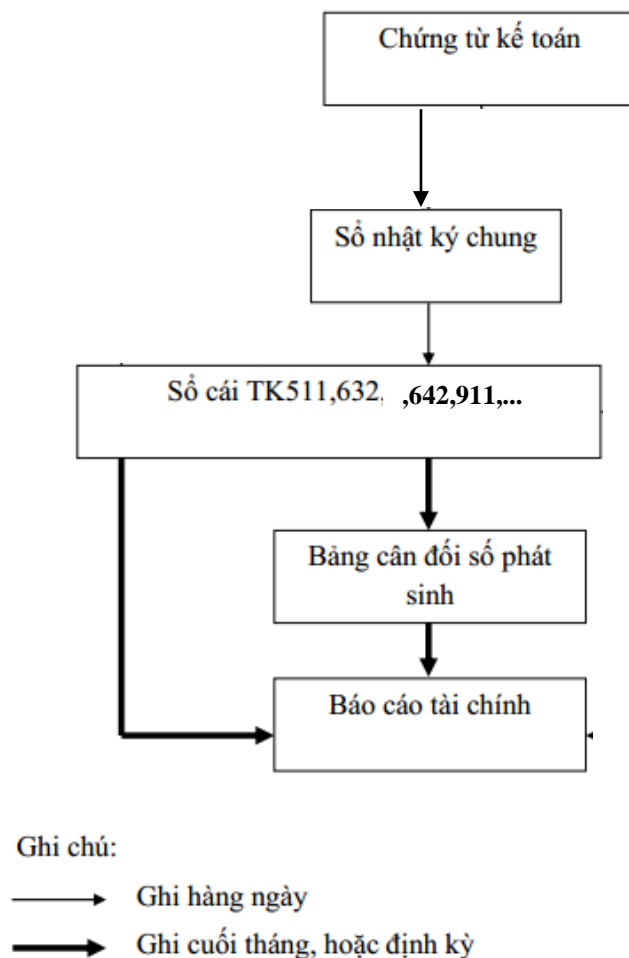 Chứng từ kế toán
Sổ nhật ký chung
Sổ cái TK511,632, ,642,911,...
Bảng cân đối số phát
sinh
Báo cáo tài chính
Ghi chú:
Ghi hàng ngày
Ghi cuối tháng, hoặc định kỳ